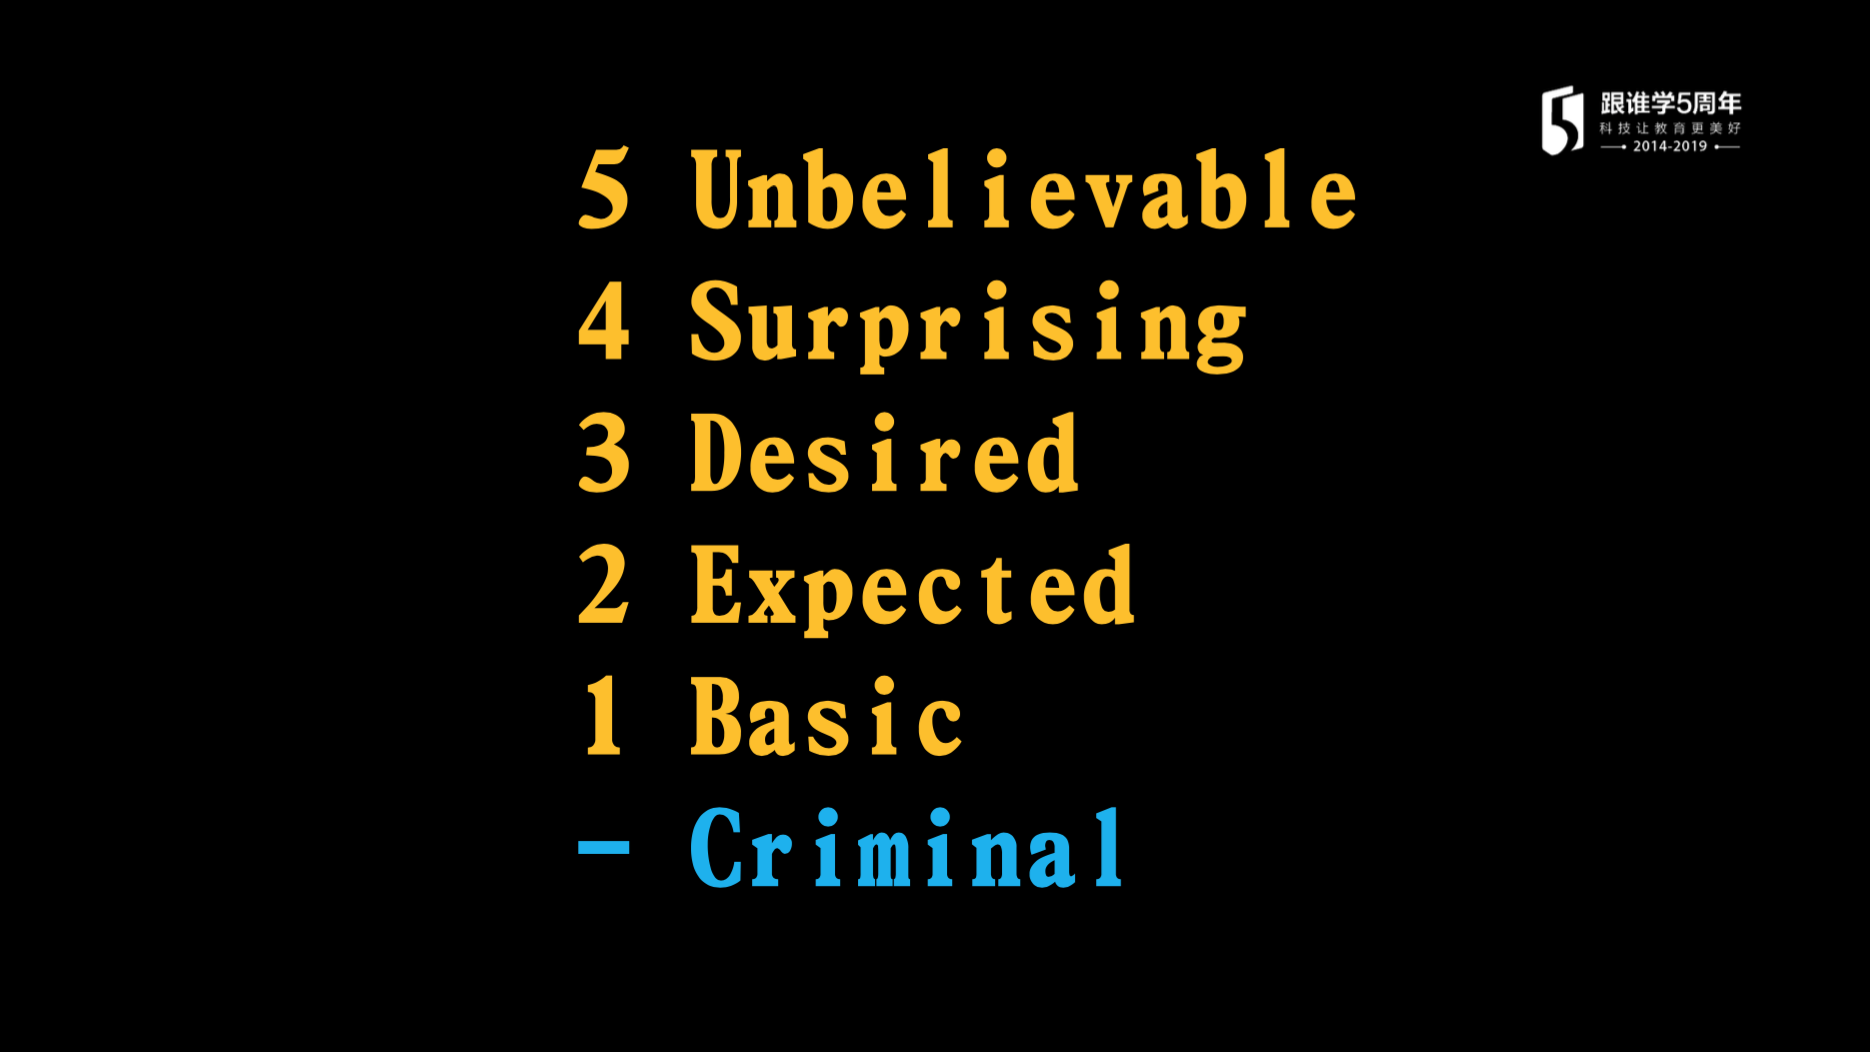 跟谁学5周年
科技让教育更美好
2014-2019
5 Unbelievable
4 Surprising
3 Desired
2 Expected
1 Basic
- Criminal